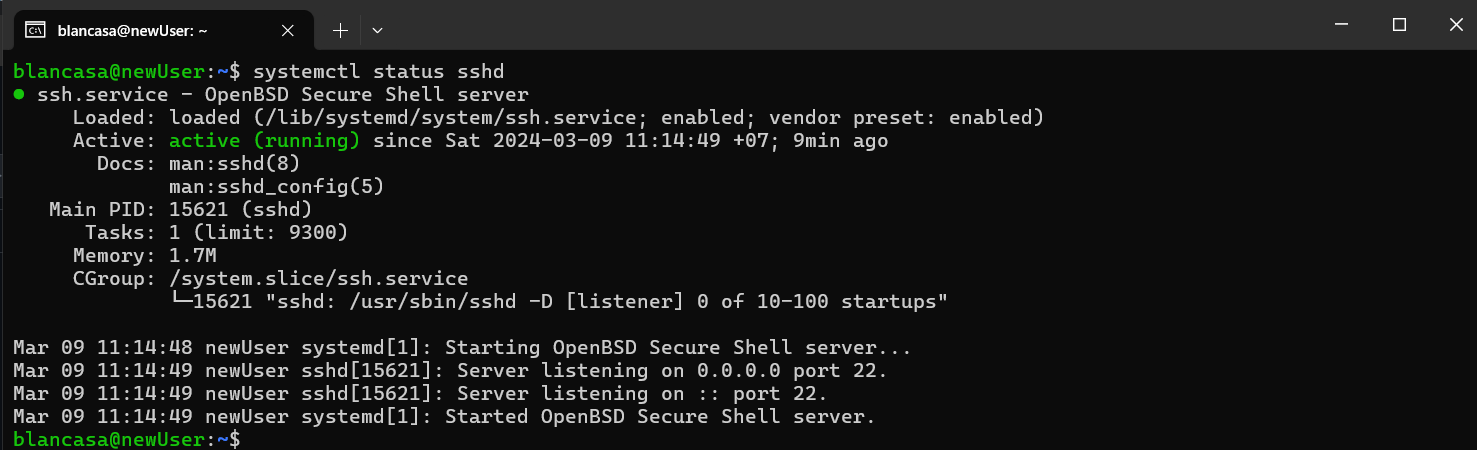 blancasa@newUser: ~
blancasa@newUser:~$ systemctl status sshd
● ssh.service - OpenBSD Secure Shell server
Loaded: loaded (/lib/systemd/system/ssh.service; enabled; vendor preset: enabled)
Active: active (running) since Sat 2024-03-09 11:14:49 +07; 9min ago
Docs: man:sshd(8)
man:sshd_config(5)
Main PID: 15621 (sshd)
Tasks: 1 (limit: 9300)
Memory: 1.7M
CGroup: /system.slice/ssh.service
└─15621 "sshd: /usr/sbin/sshd -D [listener] 0 of 10-100 startups"
Mar 09 11:14:48 newUser systemd[1]: Starting OpenBSD Secure Shell server...
Mar 09 11:14:49 newUser sshd[15621]: Server listening on 0.0.0.0 port 22.
Mar 09 11:14:49 newUser sshd[15621]: Server listening on :: port 22.
Mar 09 11:14:49 newUser systemd[1]: Started OpenBSD Secure Shell server.
blancasa@newUser:~$